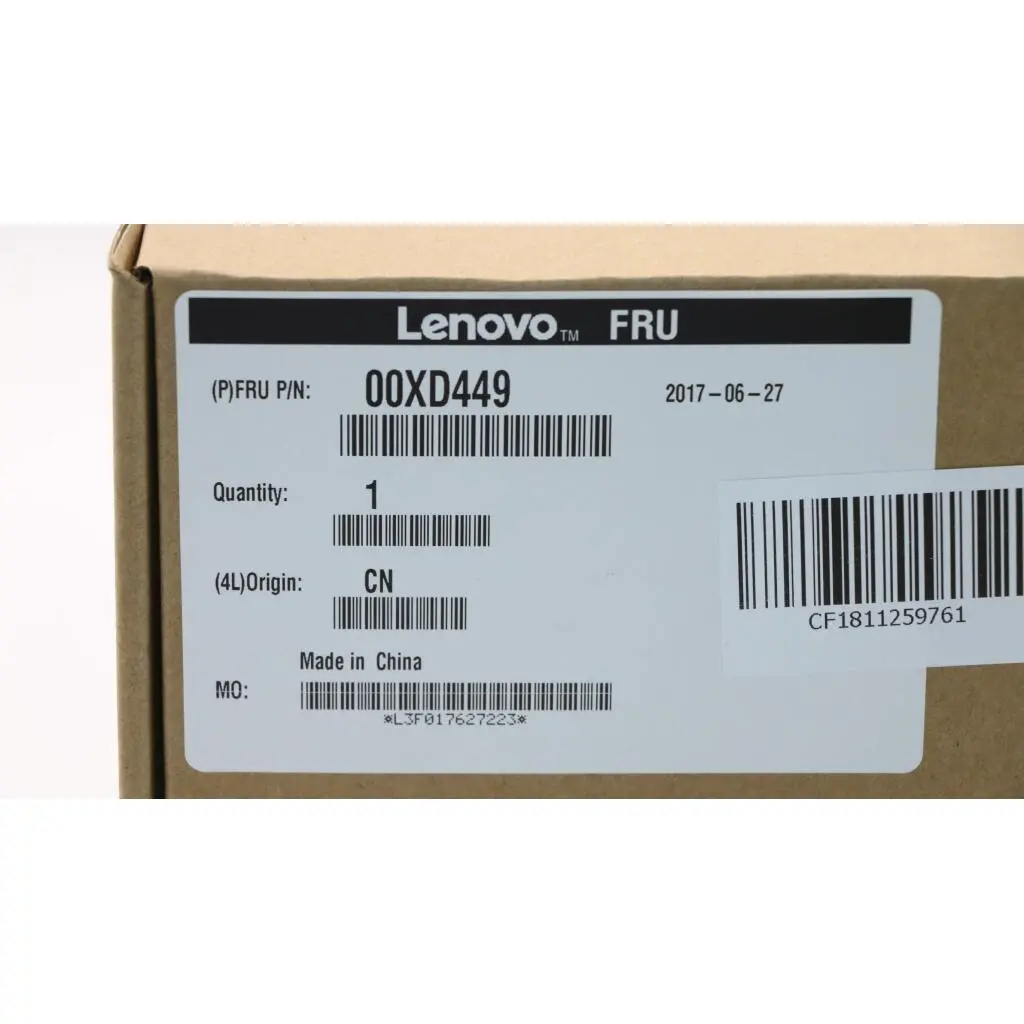 Lenovo™ FRU
(P)FRU P/N: 00XD449 2017-06-27
Quantity: 1
(4L)Origin: CN
Made in China
MO:
*L3F017627223*
CF1811259761